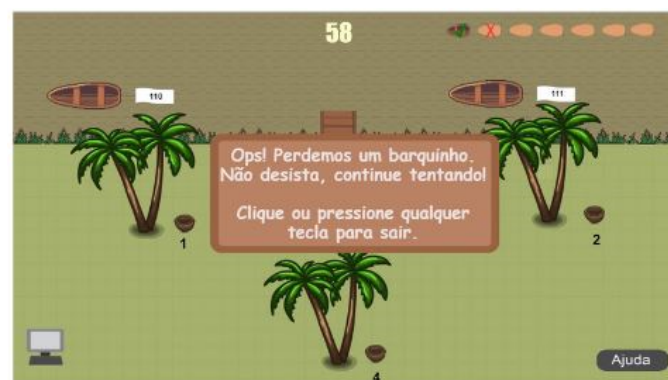 58
X
110
111
Ops! Perdemos um barquinho.
Não desista, continue tentando!
Clique ou pressione qualquer
tecla para sair.
1
2
4
Ajuda